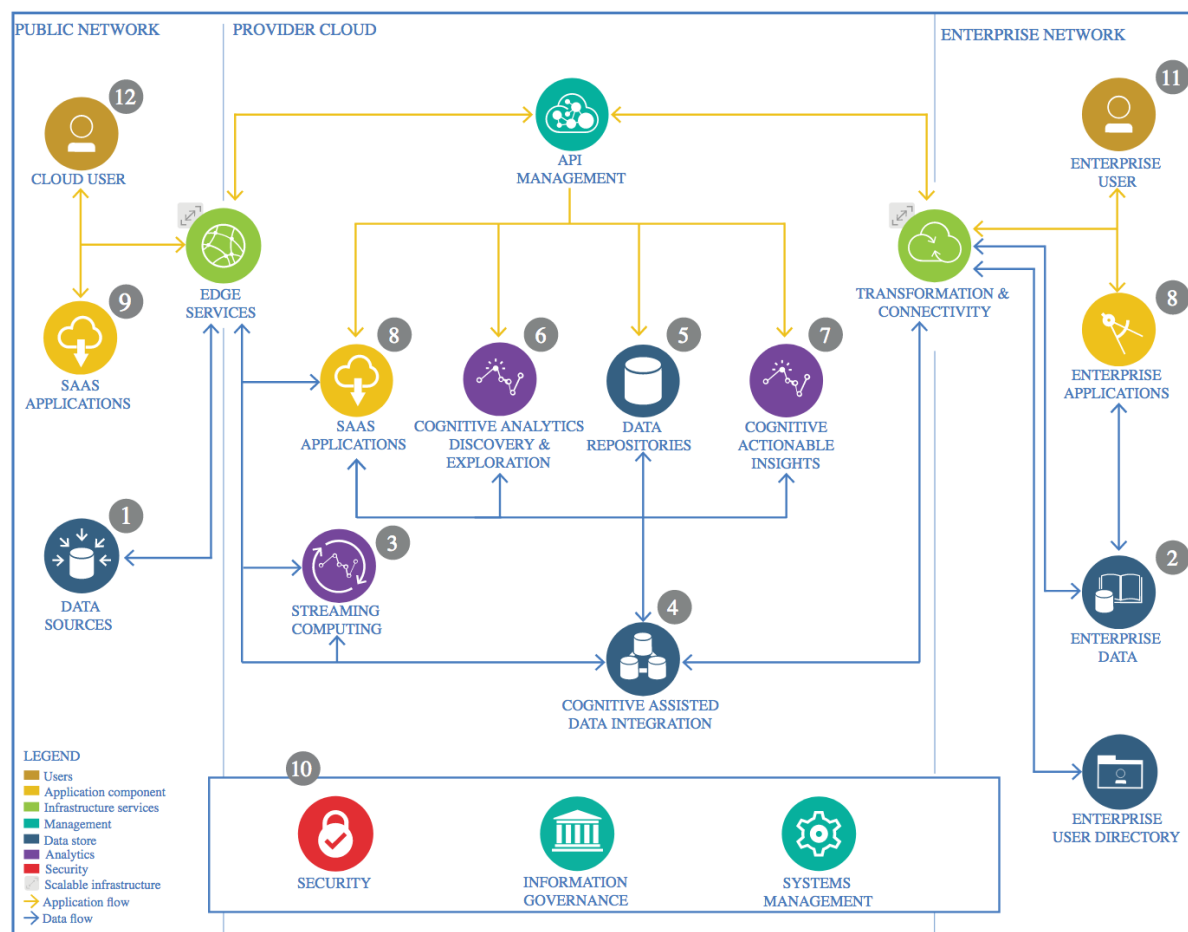 PUBLIC NETWORK
PROVIDER CLOUD
ENTERPRISE NETWORK
12
CLOUD USER
11
ENTERPRISE
USER
API
MANAGEMENT
EDGE
SERVICES
TRANSFORMATION &
CONNECTIVITY
9
SAAS
APPLICATIONS
8
SAAS
APPLICATIONS
6
COGNITIVE ANALYTICS
DISCOVERY &
EXPLORATION
5
DATA
REPOSITORIES
7
COGNITIVE
ACTIONABLE
INSIGHTS
8
ENTERPRISE
APPLICATIONS
1
DATA
SOURCES
3
STREAMING
COMPUTING
4
COGNITIVE ASSISTED
DATA INTEGRATION
2
ENTERPRISE
DATA
ENTERPRISE
USER DIRECTORY
LEGEND
Users
Application component
Infrastructure services
Management
Data store
Analytics
Security
Scalable infrastructure
Application flow
Data flow
10
SECURITY
INFORMATION
GOVERNANCE
SYSTEMS
MANAGEMENT